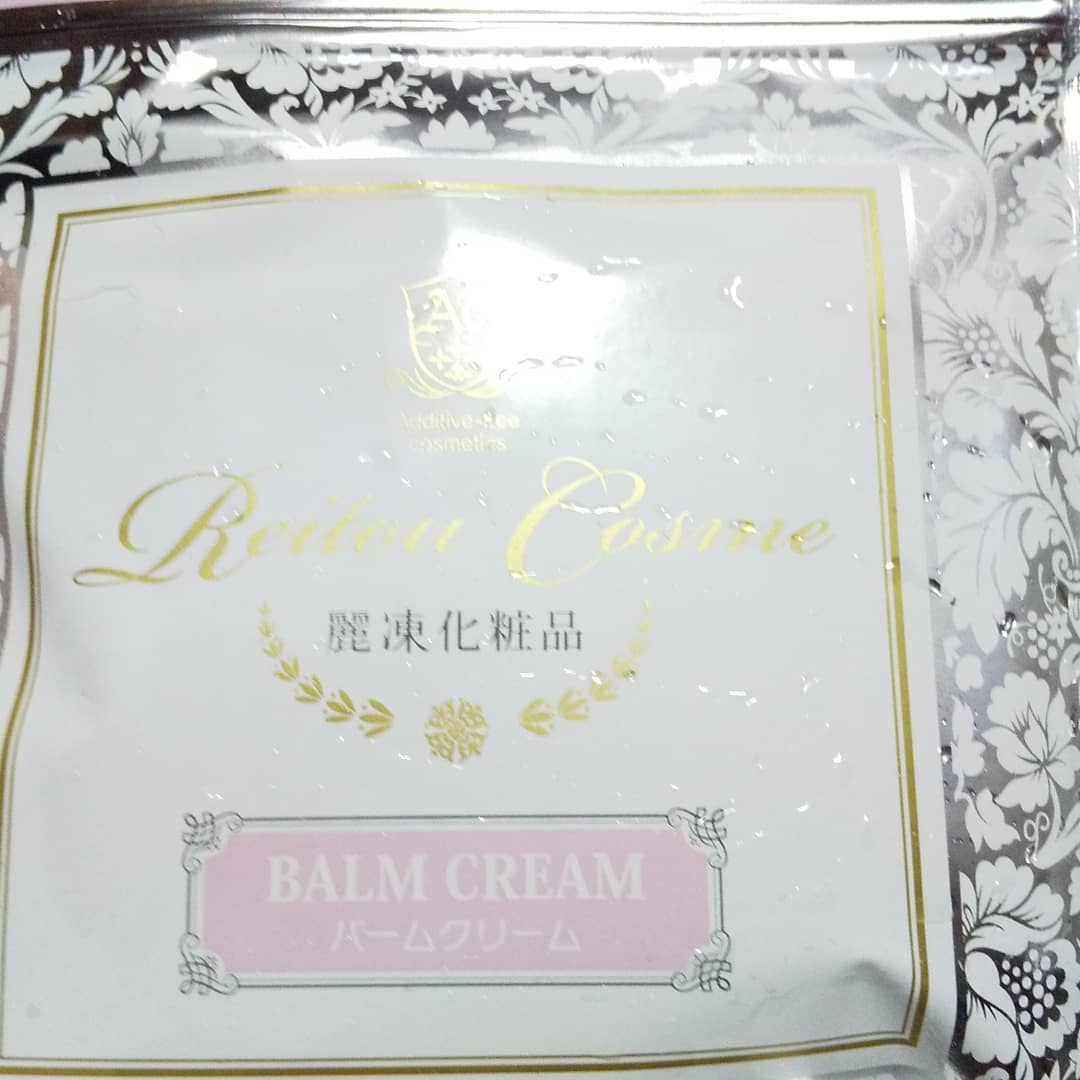 Additive-free
cosmetics
Reitou Cosme
麗凍化粧品
BALM CREAM
バームクリーム